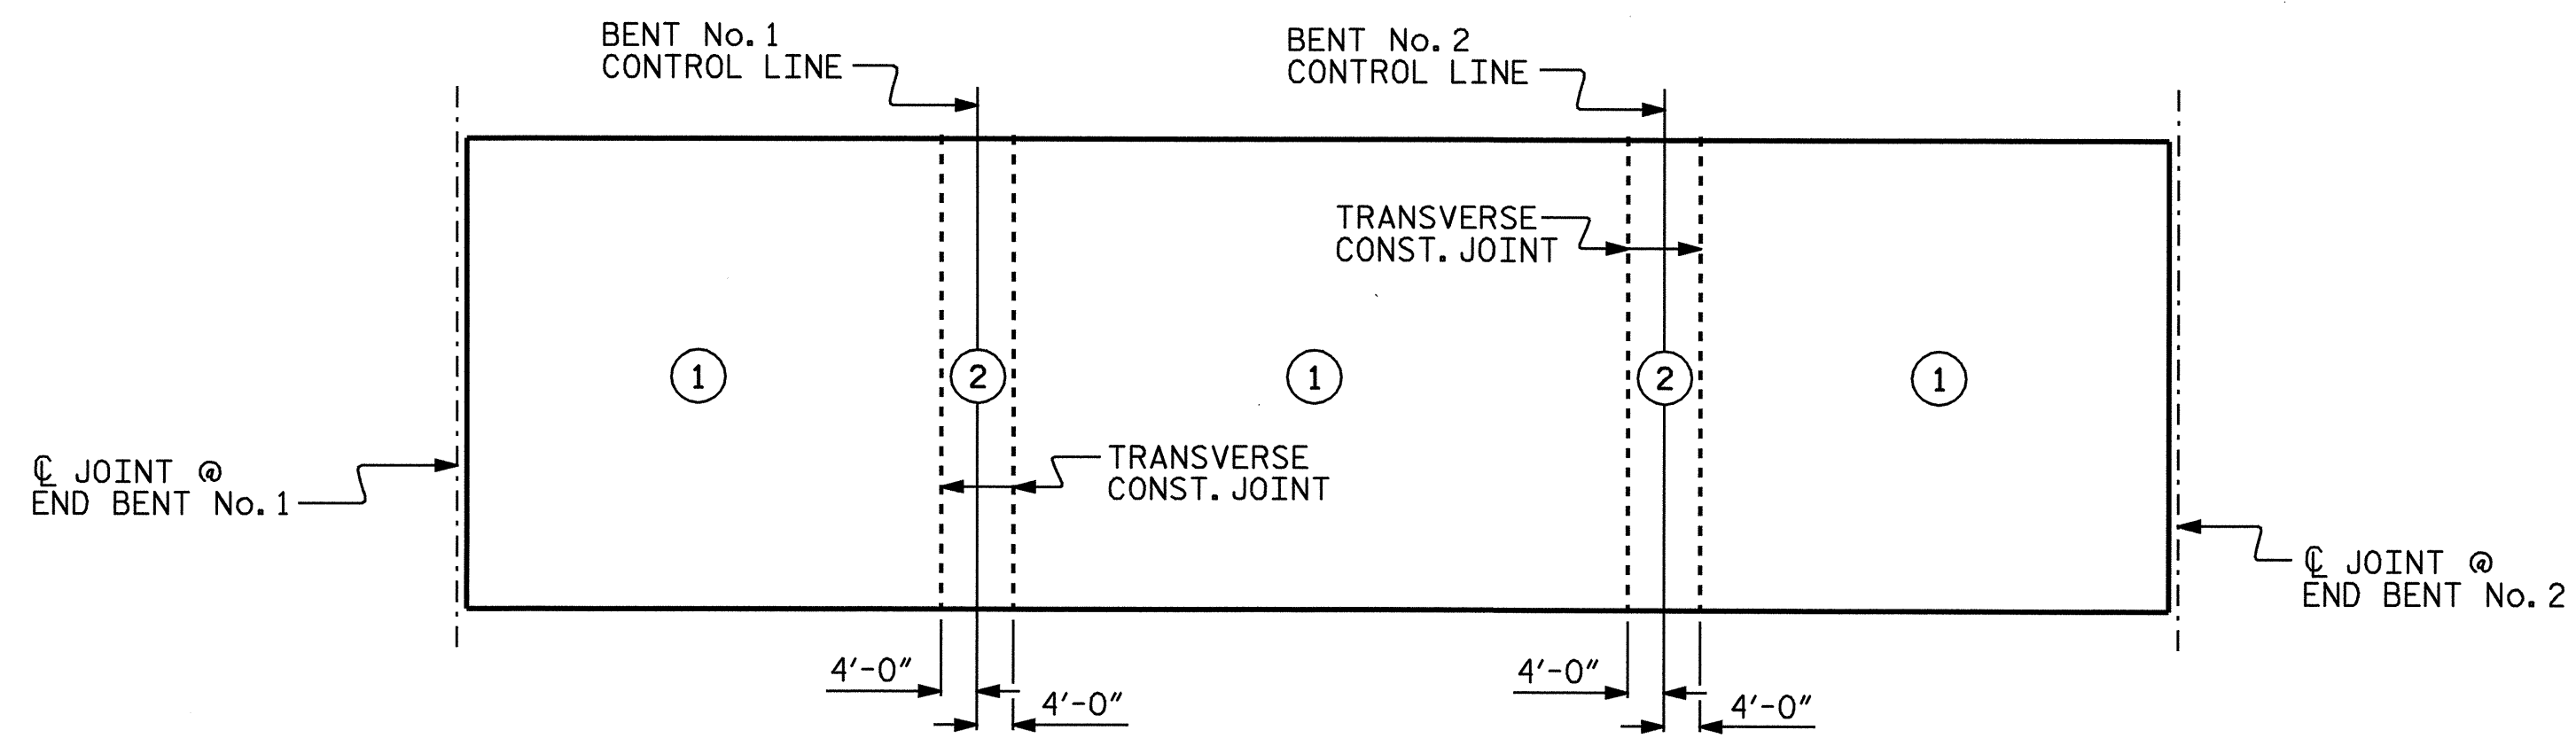 BENT No. 1
CONTROL LINE
BENT No. 2
CONTROL LINE
TRANSVERSE
CONST. JOINT
1
2
1
2
1
TRANSVERSE
CONST. JOINT
℄ JOINT @
END BENT No. 1
℄ JOINT @
END BENT No. 2
4'-0"
4'-0"
4'-0"
4'-0"